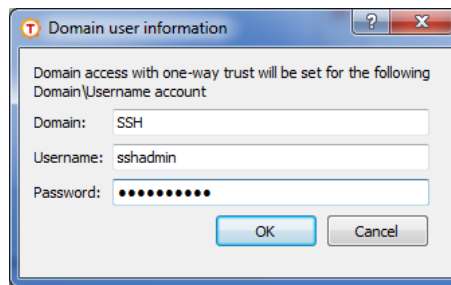 Domain user information
Domain access with one-way trust will be set for the following
Domain\Username account
Domain: SSH
Username: sshadmin
Password: ••••••••••
OK Cancel